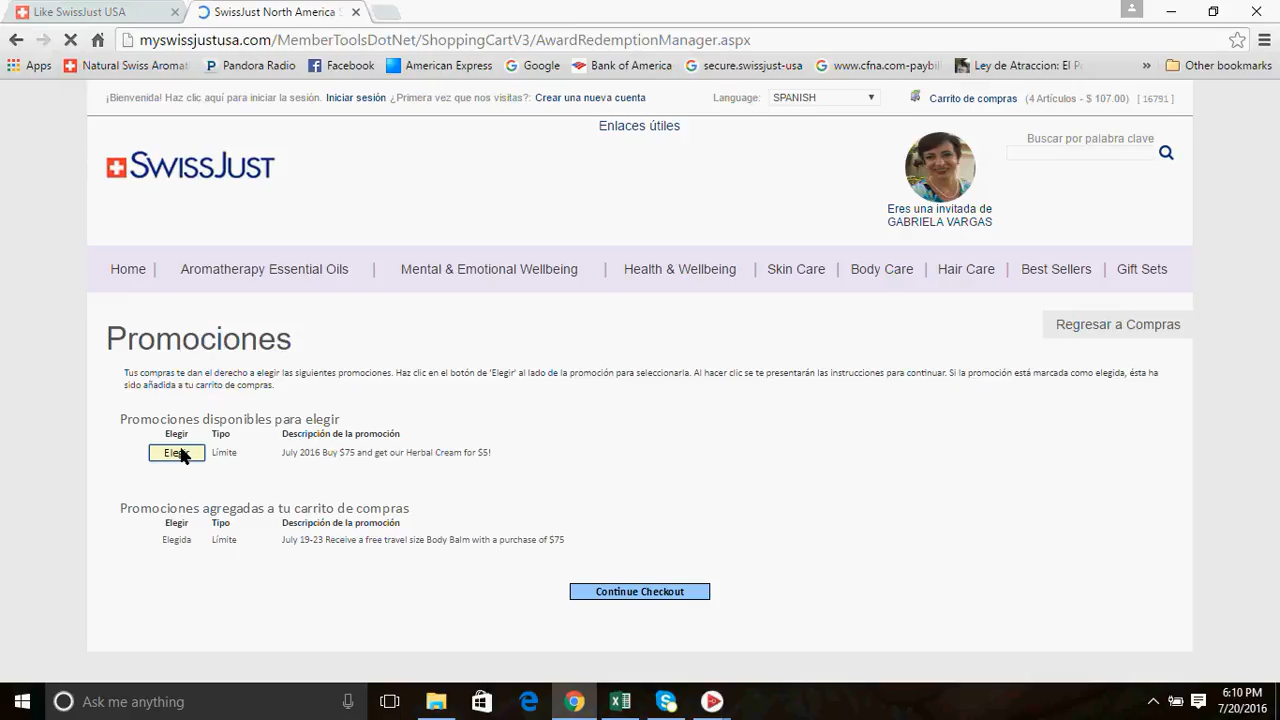 Like SwissJust USA
SwissJust North America S
myswissjustusa.com/MemberToolsDotNet/ShoppingCartV3/AwardRedemptionManager.aspx
Apps Natural Swiss Aromat Pandora Radio Facebook American Express Google Bank of America secure.swissjust-usa www.cfna.com-paybil Ley de Atraccion: El P » Other bookmarks
¡Bienvenida! Haz clic aquí para iniciar la sesión. Iniciar sesión ¿Primera vez que nos visitas?: Crear una nueva cuenta Language: SPANISH Carrito de compras (4 Artículos - $ 107.00) [ 16791 ]
Enlaces útiles
Buscar por palabra clave
SWISSJUST
Eres una invitada de
GABRIELA VARGAS
Home | Aromatherapy Essential Oils | Mental & Emotional Wellbeing | Health & Wellbeing | Skin Care | Body Care | Hair Care | Best Sellers | Gift Sets
Regresar a Compras
Promociones
Tus compras te dan el derecho a elegir las siguientes promociones. Haz clic en el botón de 'Elegir' al lado de la promoción para seleccionarla. Al hacer clic se te presentarán las instrucciones para continuar. Si la promoción está marcada como elegida, ésta ha
sido añadida a tu carrito de compras.
Promociones disponibles para elegir
Elegir Tipo Descripción de la promoción
Elegir Límite July 2016 Buy $75 and get our Herbal Cream for $5!
Promociones agregadas a tu carrito de compras
Elegir Tipo Descripción de la promoción
Elegida Límite July 19-23 Receive a free travel size Body Balm with a purchase of $75
Continue Checkout
Ask me anything
6:10 PM
7/20/2016